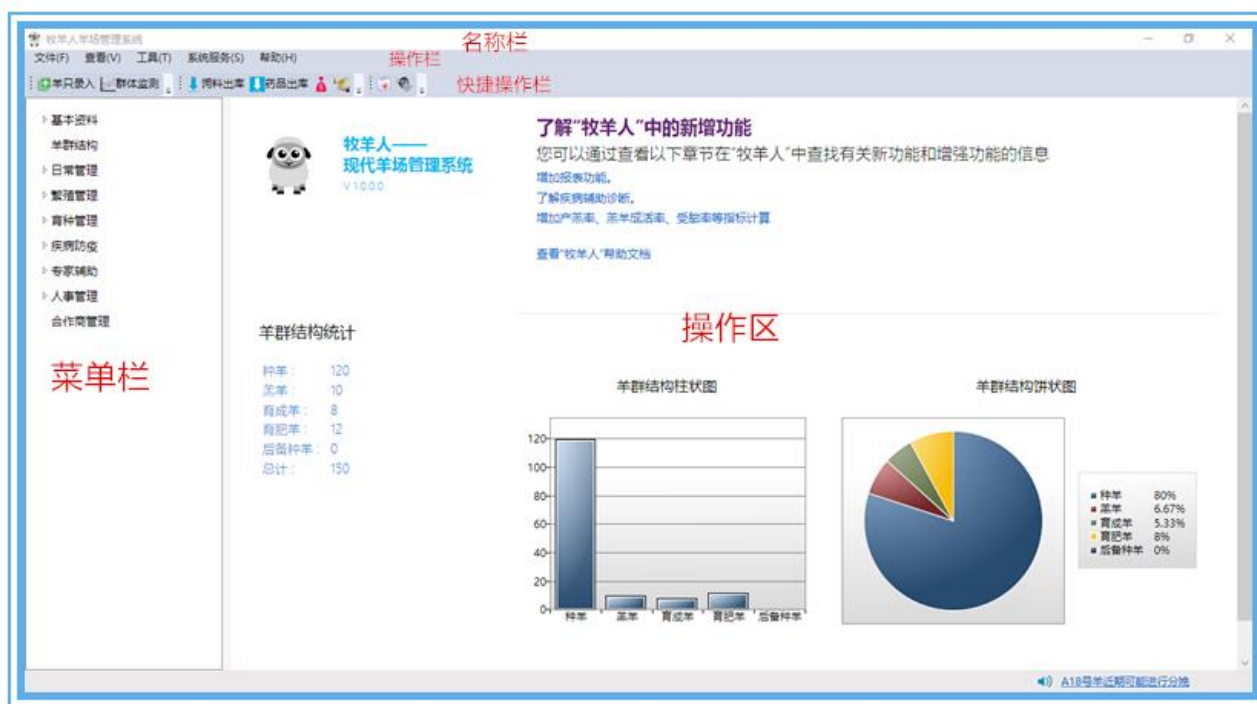 牧羊人羊场管理系统
名称栏
文件(F) 查看(V) 工具(T) 系统服务(S) 帮助(H)
操作栏
羊只录入 群体监测 饲料出库 药品出库
快捷操作栏
基本资料
羊群结构
日常管理
繁殖管理
育种管理
疾病防疫
专家辅助
人事管理
合作商管理
菜单栏
牧羊人——
现代羊场管理系统
V 1.0.0.0
了解“牧羊人”中的新增功能
您可以通过查看以下章节在“牧羊人”中查找有关新功能和增强功能的信息
增加报表功能。
了解疾病辅助诊断。
增加产羔率、羔羊成活率、受胎率等指标计算
查看“牧羊人”帮助文档
操作区
羊群结构统计
种羊： 120
羔羊： 10
育成羊： 8
育肥羊： 12
后备种羊： 0
总计： 150
羊群结构柱状图
120
100
80
60
40
20
0
种羊 羔羊 育成羊 育肥羊 后备种羊
羊群结构饼状图
种羊 80%
羔羊 6.67%
育成羊 5.33%
育肥羊 8%
后备种羊 0%
A18号羊近期可能进行分娩